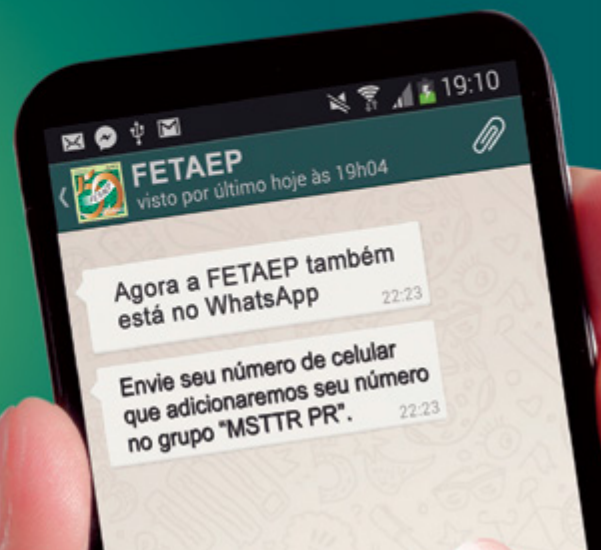 19:10
FETAEP
visto por último hoje às 19h04
Agora a FETAEP também
está no WhatsApp
22:23
Envie seu número de celular
que adicionaremos seu número
no grupo “MSTTR PR”.
22:23